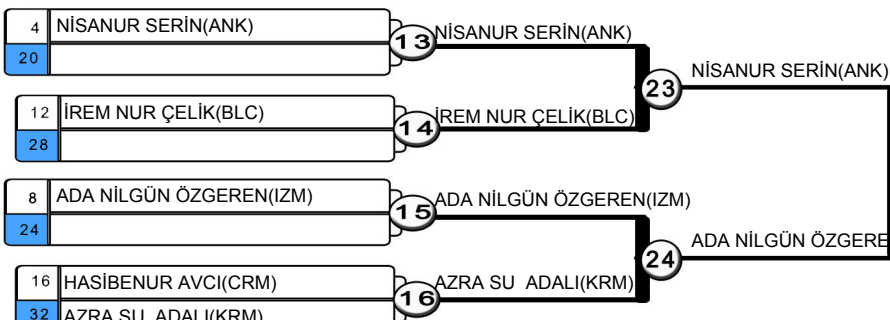 4 NİSANUR SERİN(ANK)
20
13 NİSANUR SERİN(ANK)
23 NİSANUR SERİN(ANK)
12 İREM NUR ÇELİK(BLC)
28
14 İREM NUR ÇELİK(BLC)
8 ADA NİLGÜN ÖZGEREN(IZM)
24
15 ADA NİLGÜN ÖZGEREN(IZM)
24 ADA NİLGÜN ÖZGERE
16 HASİBENUR AVCI(CRM)
32 AZRA SU ADALI(KRM)
16 AZRA SU ADALI(KRM)